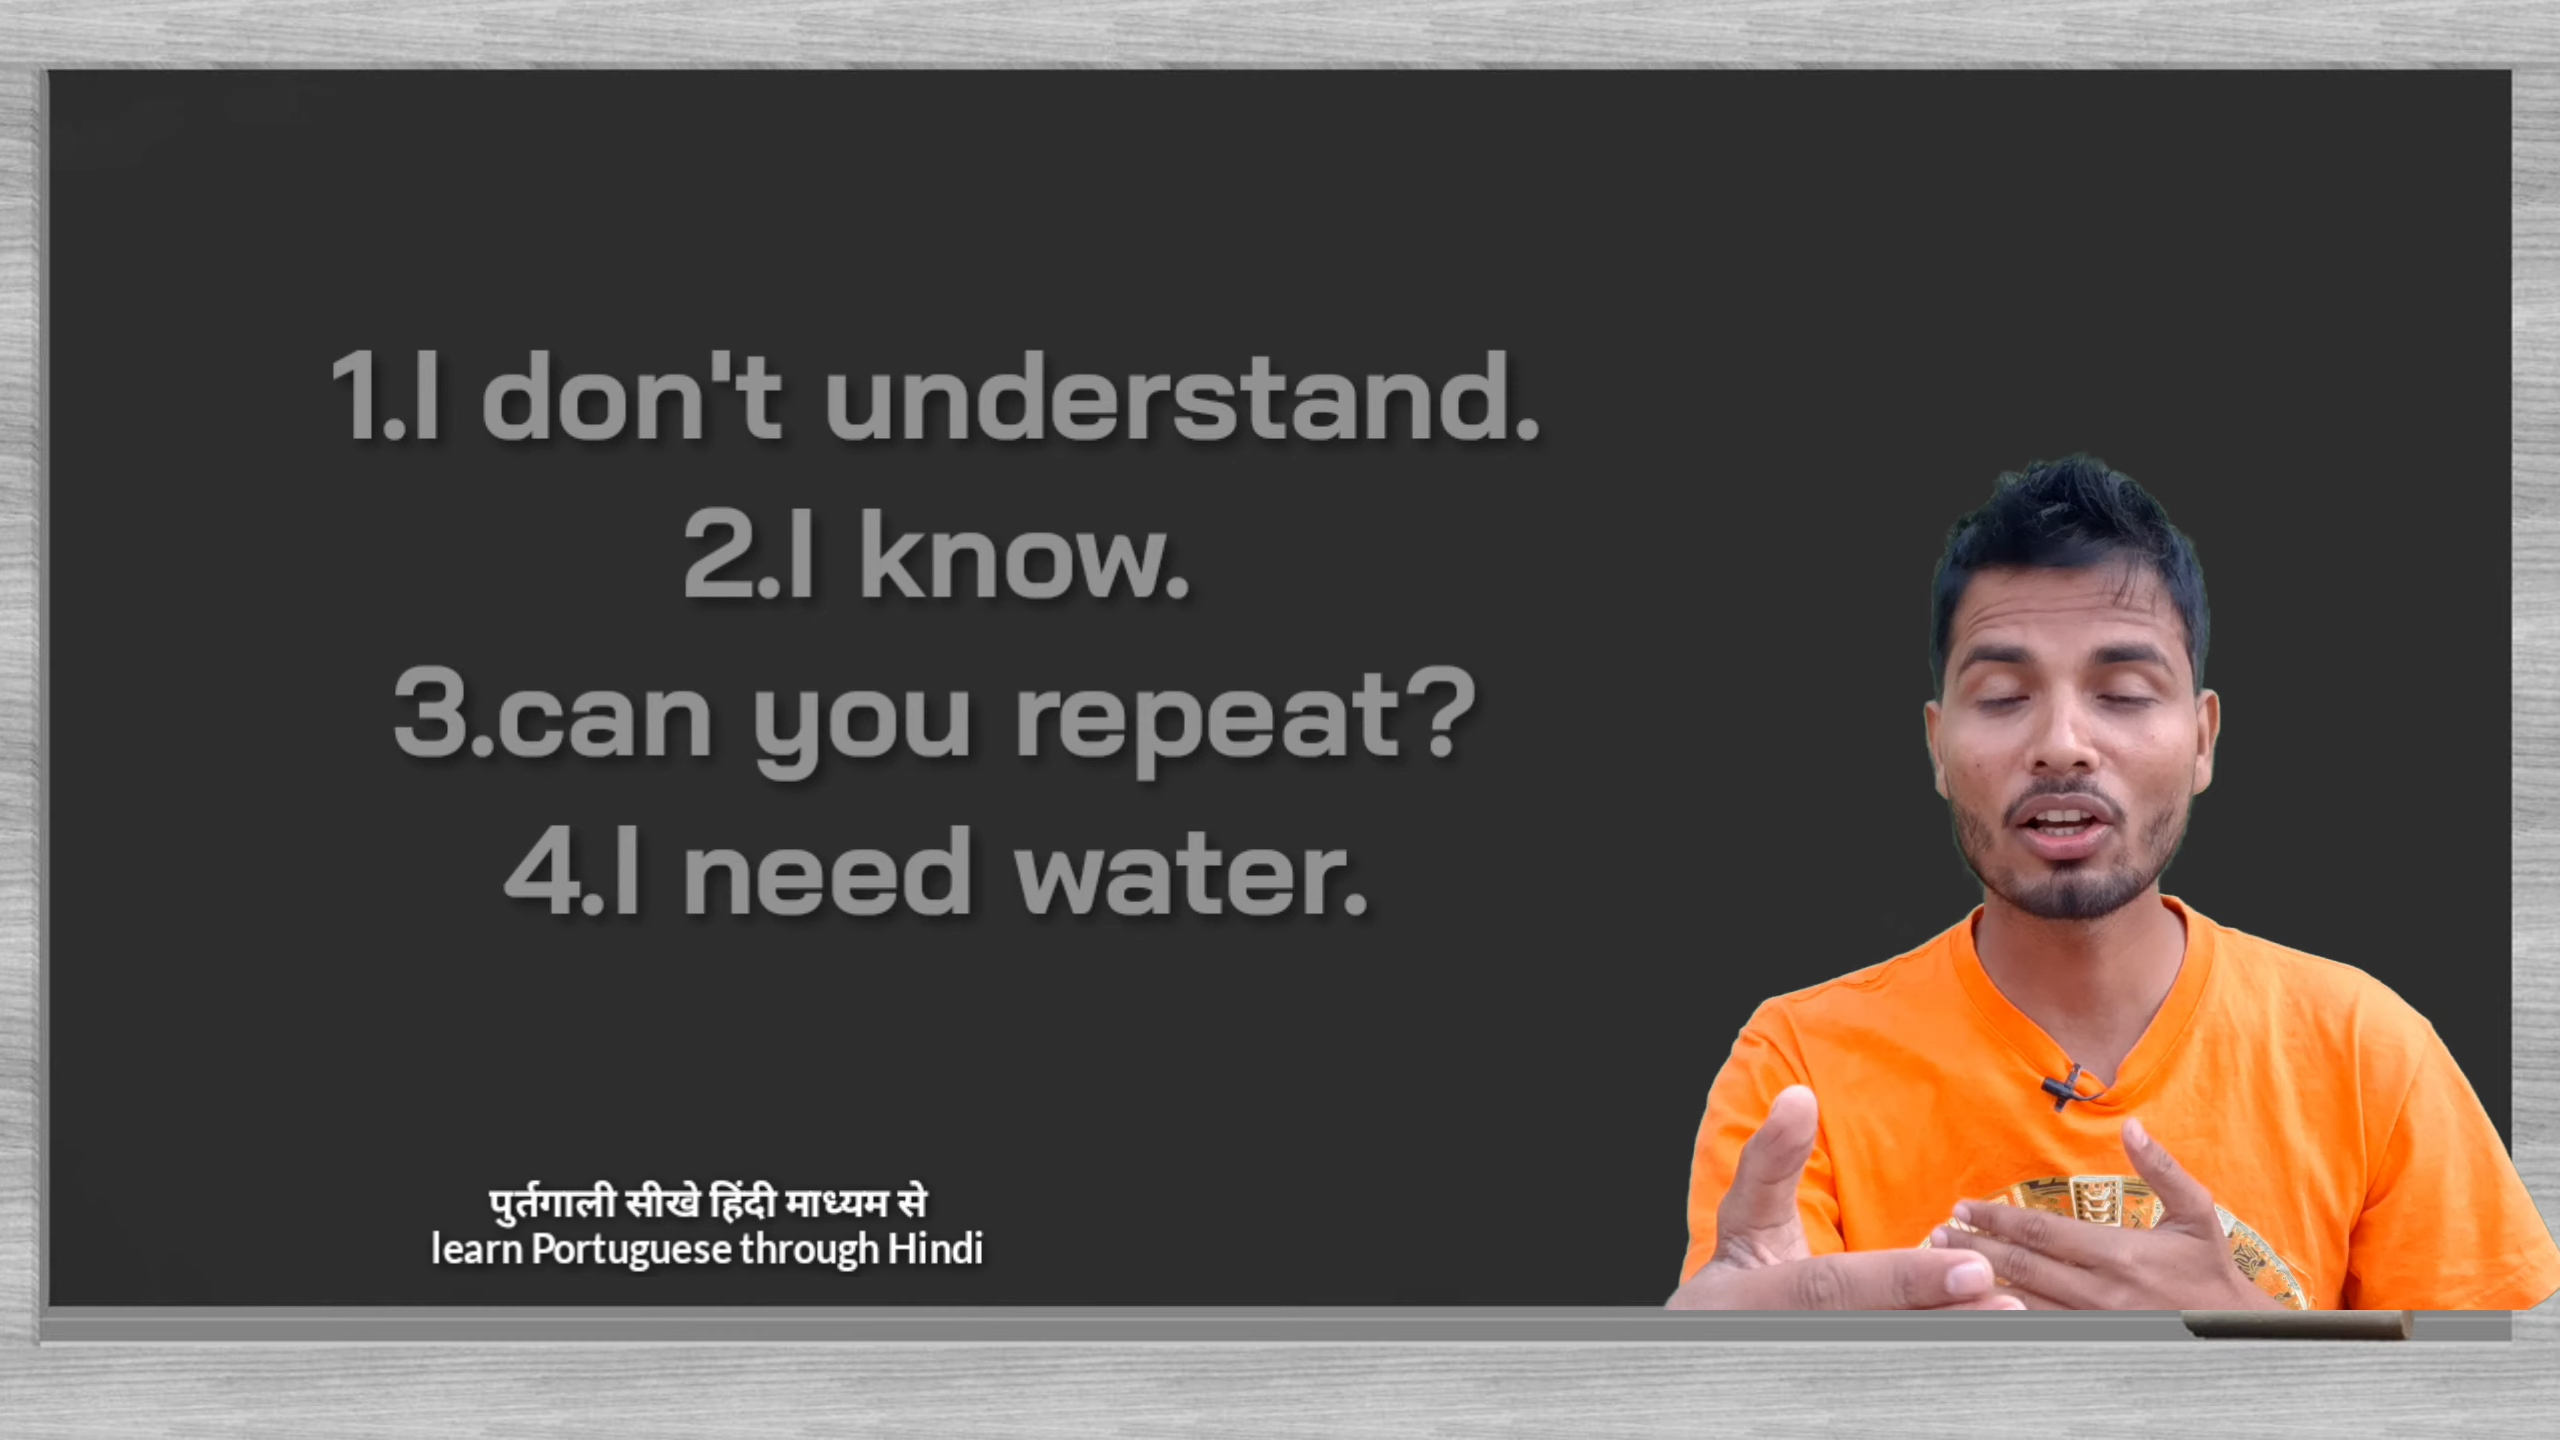 1.I don't understand.
2.I know.
3.can you repeat?
4.I need water.
पुर्तगाली सीखे हिंदी माध्यम से
learn Portuguese through Hindi